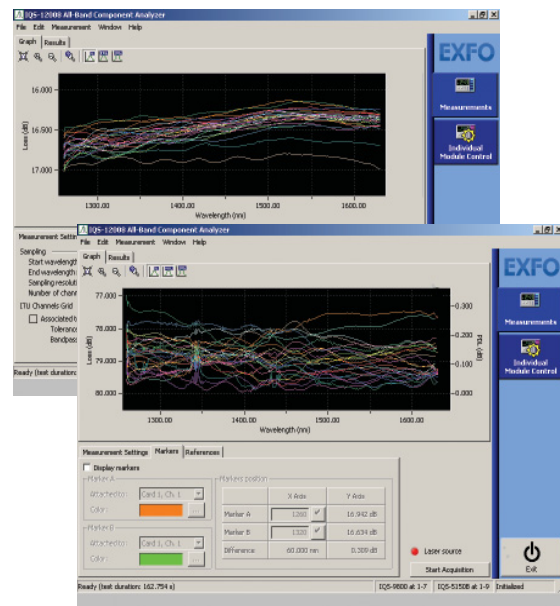 IQS-12008 All-Band Component Analyzer
File Edit Measurement Window Help
Graph Results
EXFO
Measurements
Individual
Module Control
16.000
16.500
17.000
Loss (dB)
1300.00 1400.00 1500.00 1600.00
Wavelength (nm)
Measurement Settin
Sampling
Start wavelength
End wavelength
Sampling resoluti
Number of chann
ITU Channels Grid
Associated t
Toleranc
Bandpass
Ready (test duration:
IQS-12008 All-Band Component Analyzer
File Edit Measurement Window Help
Graph Results
EXFO
Measurements
Individual
Module Control
77.000
78.000
79.000
80.000
Loss (dB)
0.300
0.200
0.100
0.000
PDL (dB)
1300.00 1400.00 1500.00 1600.00
Wavelength (nm)
Measurement Settings Markers References
Display markers
Marker A
Attached to: Card 1, Ch. 1
Color: ...
Marker B
Attached to: Card 1, Ch. 1
Color: ...
Markers position
X Axis Y Axis
Marker A 1260 16.942 dB
Marker B 1320 16.634 dB
Difference 60.000 nm 0.309 dB
Laser source
Start Acquisition
Exit
Ready (test duration: 162.754 s) IQS-9600 at 1-7 IQS-5150B at 1-9 Initialized